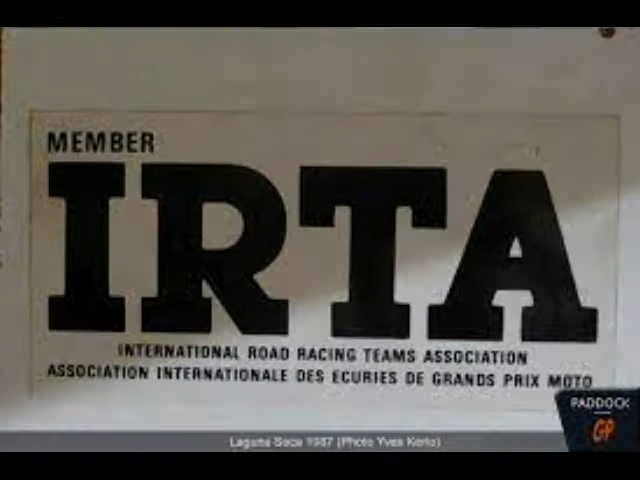 MEMBER
IRTA
INTERNATIONAL ROAD RACING TEAMS ASSOCIATION
ASSOCIATION INTERNATIONALE DES ECURIES DE GRANDS PRIX MOTO
PADDOCK
GP
Laguna Seca 1987 (Photo Yves Kerlo)